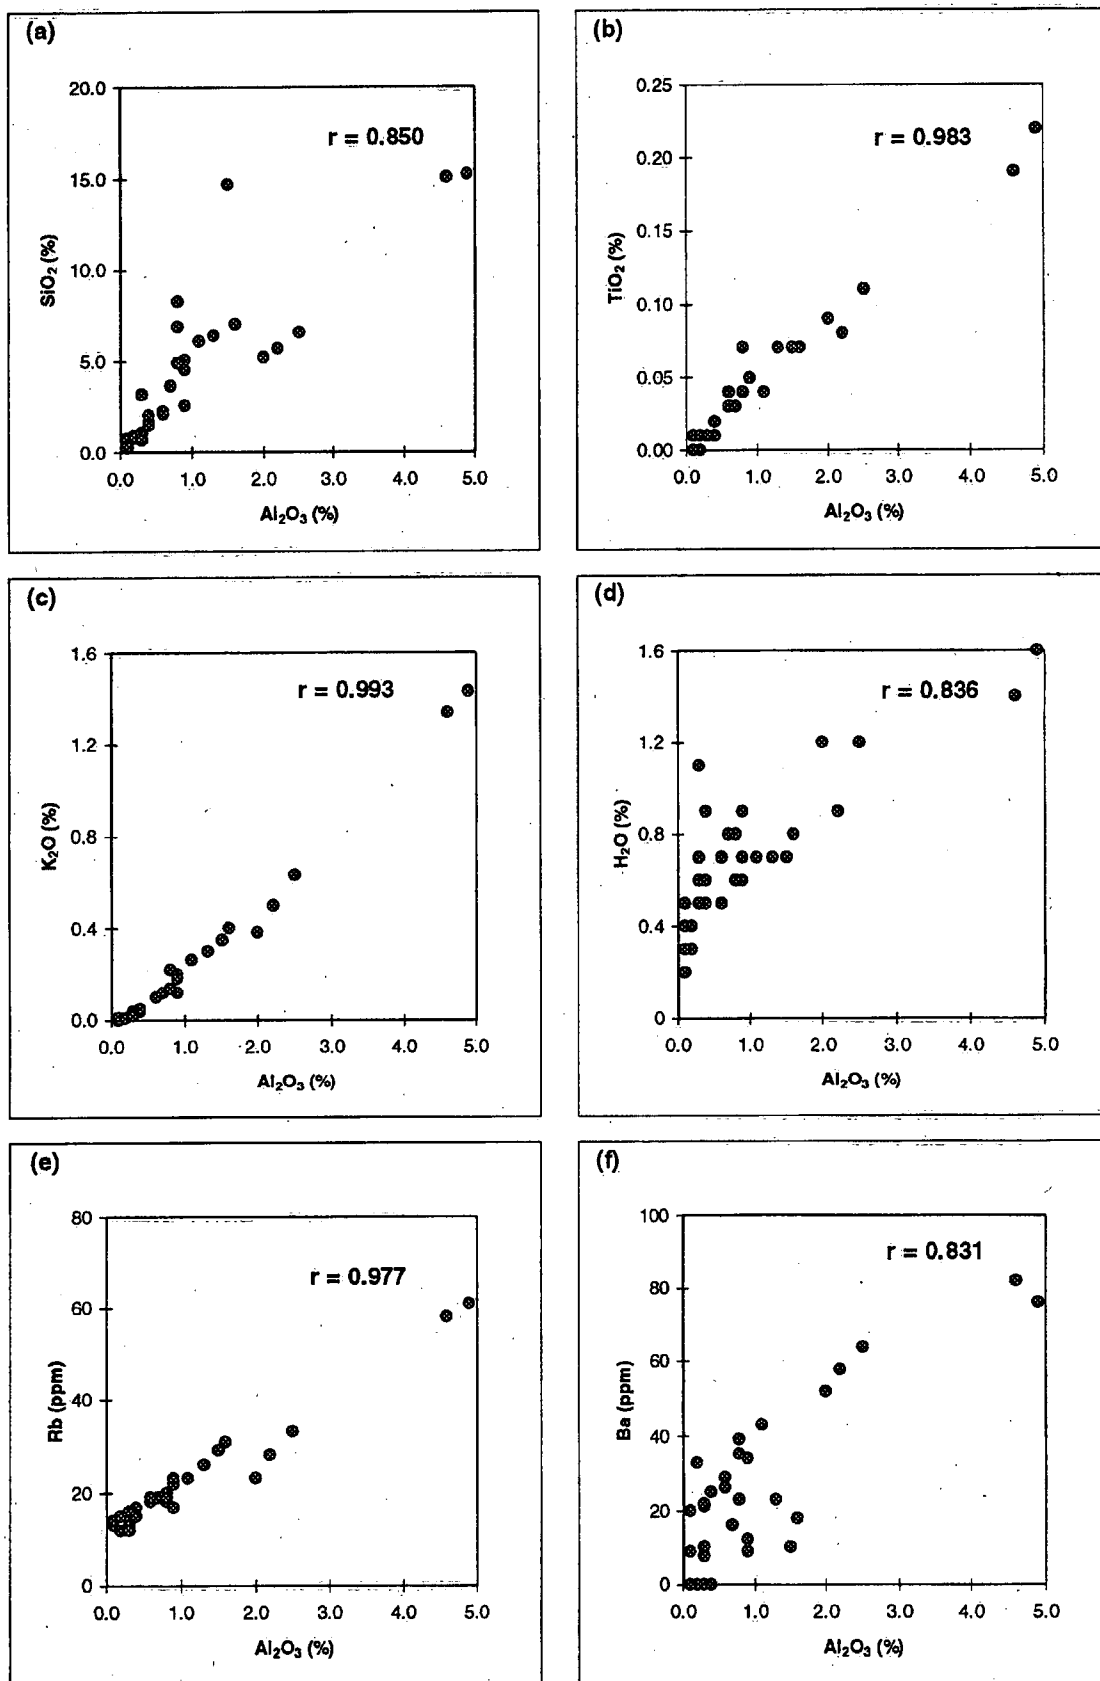 (a)
20.0
15.0
10.0
5.0
0.0
SiO₂ (%)
r = 0.850
0.0 1.0 2.0 3.0 4.0 5.0
Al₂O₃ (%)
(b)
0.25
0.20
0.15
0.10
0.05
0.00
TiO₂ (%)
r = 0.983
0.0 1.0 2.0 3.0 4.0 5.0
Al₂O₃ (%)
(c)
1.6
1.2
0.8
0.4
0.0
K₂O (%)
r = 0.993
0.0 1.0 2.0 3.0 4.0 5.0
Al₂O₃ (%)
(d)
1.6
1.2
0.8
0.4
0
H₂O (%)
r = 0.836
0.0 1.0 2.0 3.0 4.0 5.0
Al₂O₃ (%)
(e)
80
60
40
20
0
Rb (ppm)
r = 0.977
0.0 1.0 2.0 3.0 4.0 5.0
Al₂O₃ (%)
(f)
100
80
60
40
20
0
Ba (ppm)
r = 0.831
0.0 1.0 2.0 3.0 4.0 5.0
Al₂O₃ (%)